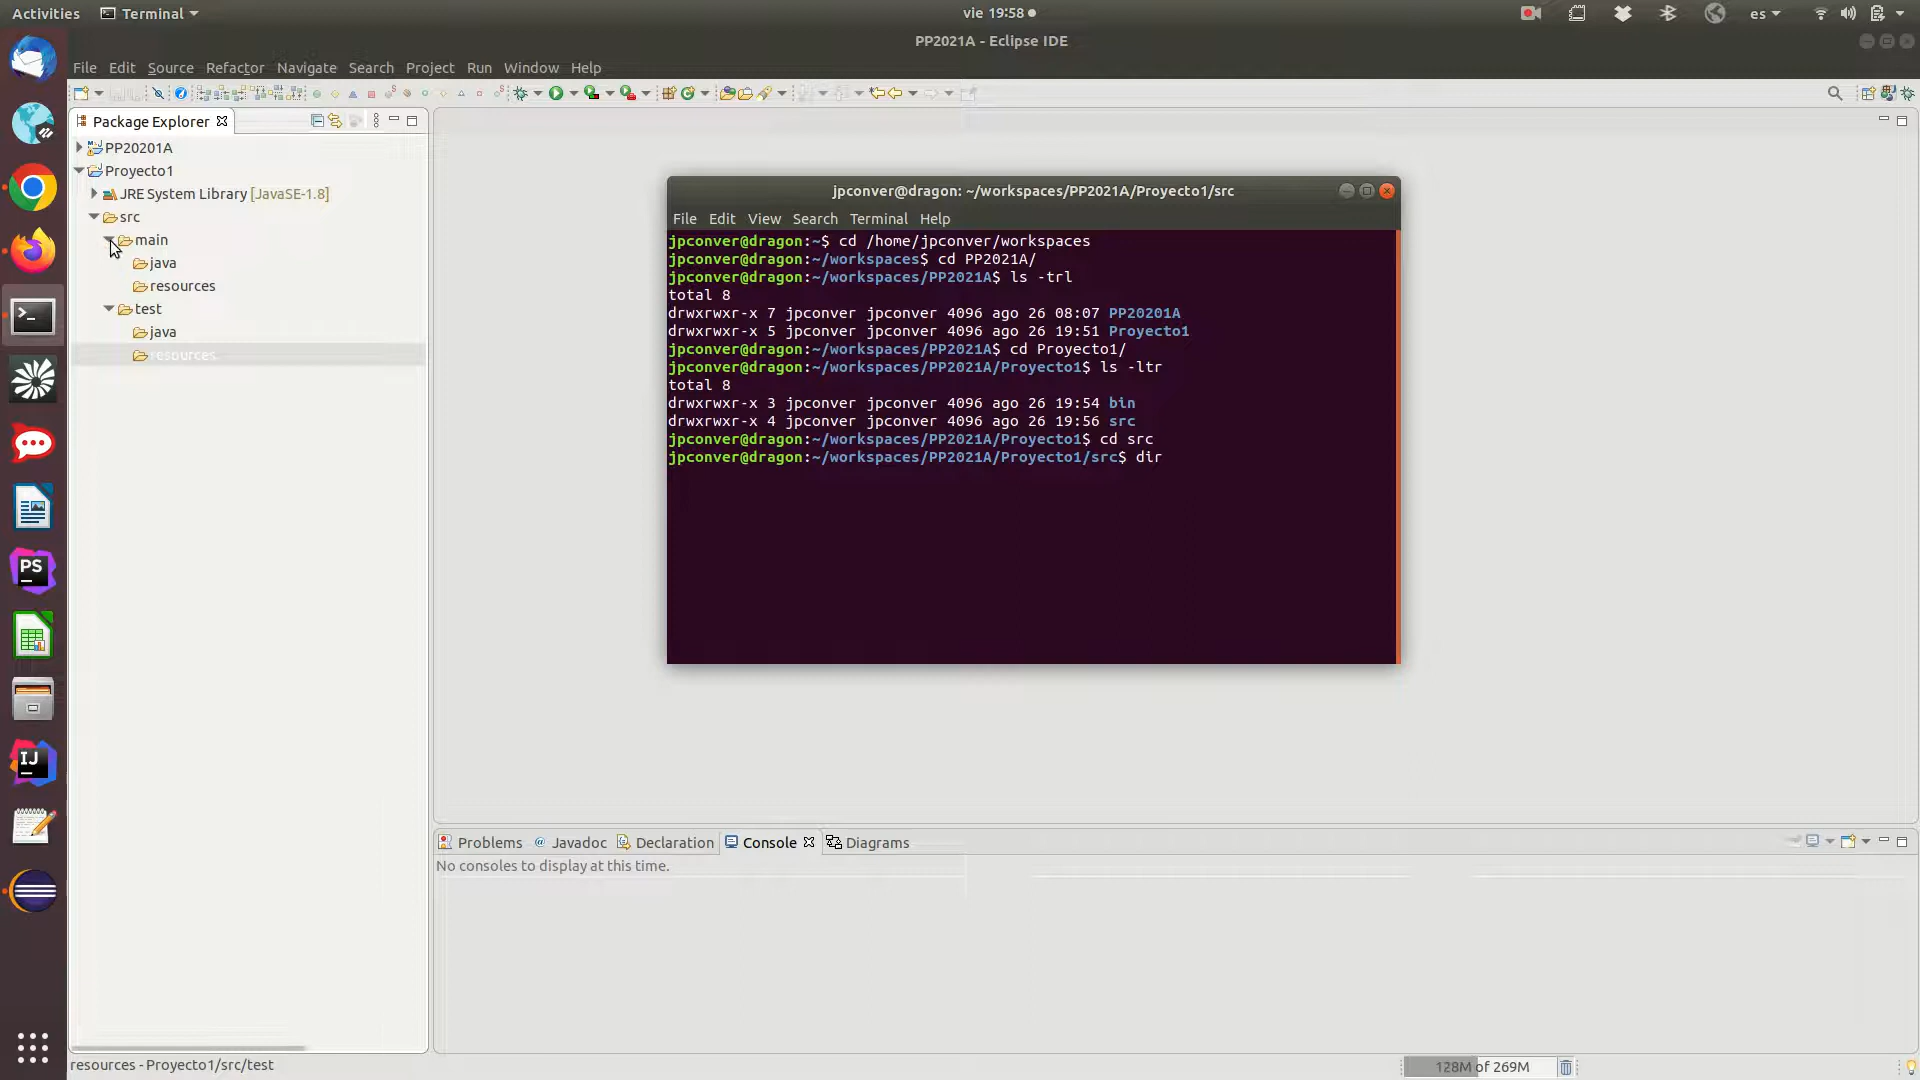 Activities Terminal vie 19:58 es
PP2021A - Eclipse IDE
File Edit Source Refactor Navigate Search Project Run Window Help
Package Explorer
PP20201A
Proyecto1
JRE System Library [JavaSE-1.8]
src
main
java
resources
test
java
resources
jpconver@dragon: ~/workspaces/PP2021A/Proyecto1/src
File Edit View Search Terminal Help
jpconver@dragon:~$ cd /home/jpconver/workspaces
jpconver@dragon:~/workspaces$ cd PP2021A/
jpconver@dragon:~/workspaces/PP2021A$ ls -trl
total 8
drwxrwxr-x 7 jpconver jpconver 4096 ago 26 08:07 PP20201A
drwxrwxr-x 5 jpconver jpconver 4096 ago 26 19:51 Proyecto1
jpconver@dragon:~/workspaces/PP2021A$ cd Proyecto1/
jpconver@dragon:~/workspaces/PP2021A/Proyecto1$ ls -ltr
total 8
drwxrwxr-x 3 jpconver jpconver 4096 ago 26 19:54 bin
drwxrwxr-x 4 jpconver jpconver 4096 ago 26 19:56 src
jpconver@dragon:~/workspaces/PP2021A/Proyecto1$ cd src
jpconver@dragon:~/workspaces/PP2021A/Proyecto1/src$ dir
PS
IJ
Problems @ Javadoc Declaration Console Diagrams
No consoles to display at this time.
resources - Proyecto1/src/test
128M of 269M